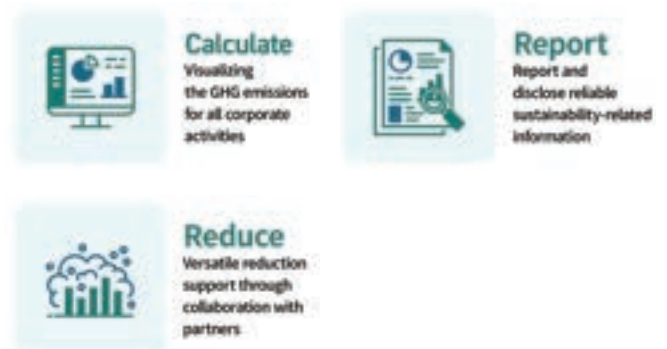 Calculate
Visualizing
the GHG emissions
for all corporate
activities
Report
Report and
disclose reliable
sustainability-related
information
Reduce
Versatile reduction
support through
collaboration with
partners